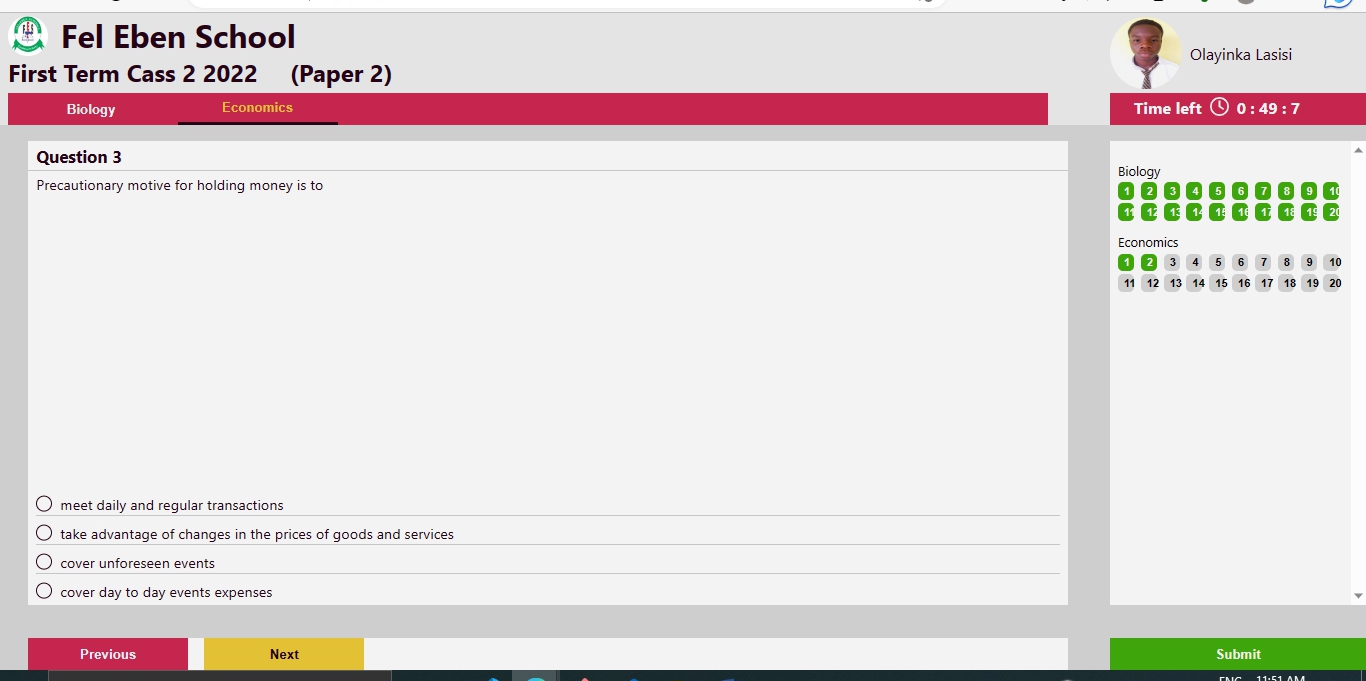 Fel Eben School
First Term Cass 2 2022 (Paper 2)
Olayinka Lasisi
Biology Economics
Time left 0 : 49 : 7
Question 3
Precautionary motive for holding money is to
meet daily and regular transactions
take advantage of changes in the prices of goods and services
cover unforeseen events
cover day to day events expenses
Previous Next
Biology
1 2 3 4 5 6 7 8 9 10
11 12 13 14 15 16 17 18 19 20
Economics
1 2 3 4 5 6 7 8 9 10
11 12 13 14 15 16 17 18 19 20
Submit
ENG 11:51 AM